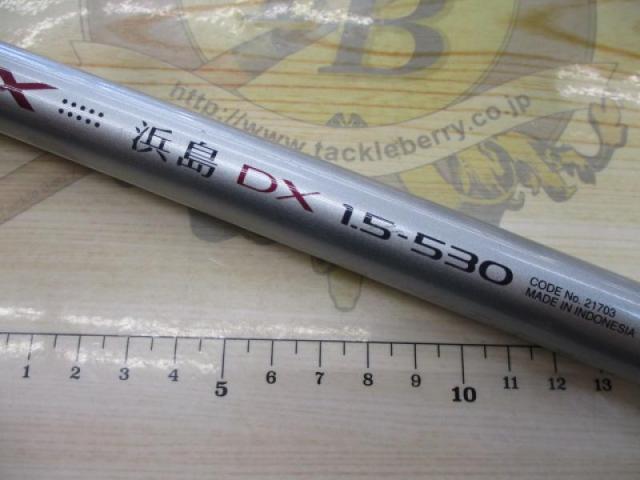 B
http://www.tackleberry.co.jp
X 浜島 DX 1.5-530
CODE No. 21703
MADE IN INDONESIA
1 2 3 4 5 6 7 8 9 10 11 12 13